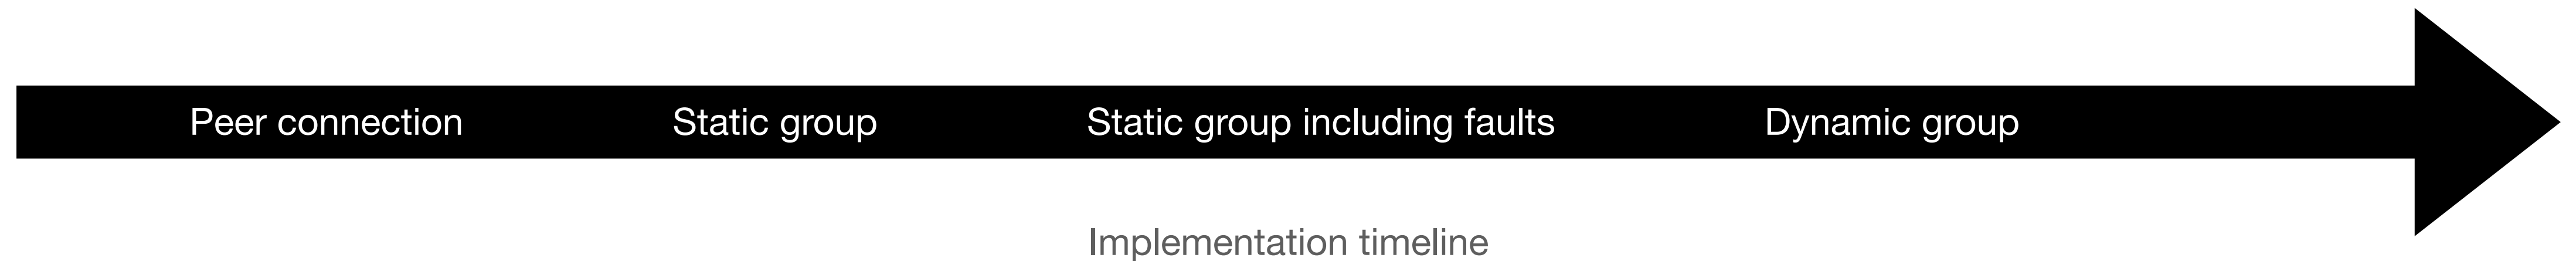 Peer connection Static group Static group including faults Dynamic group
Implementation timeline